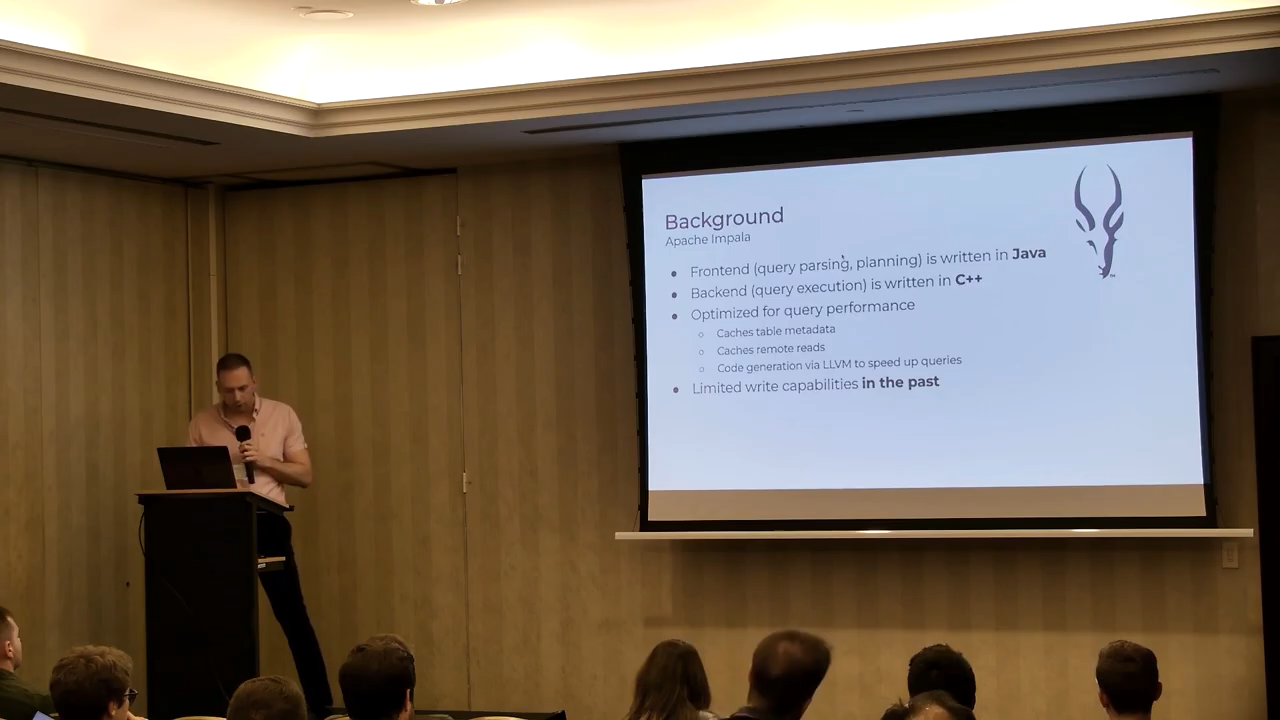 Background
Apache Impala
● Frontend (query parsing, planning) is written in Java
● Backend (query execution) is written in C++
● Optimized for query performance
○ Caches table metadata
○ Caches remote reads
○ Code generation via LLVM to speed up queries
● Limited write capabilities in the past